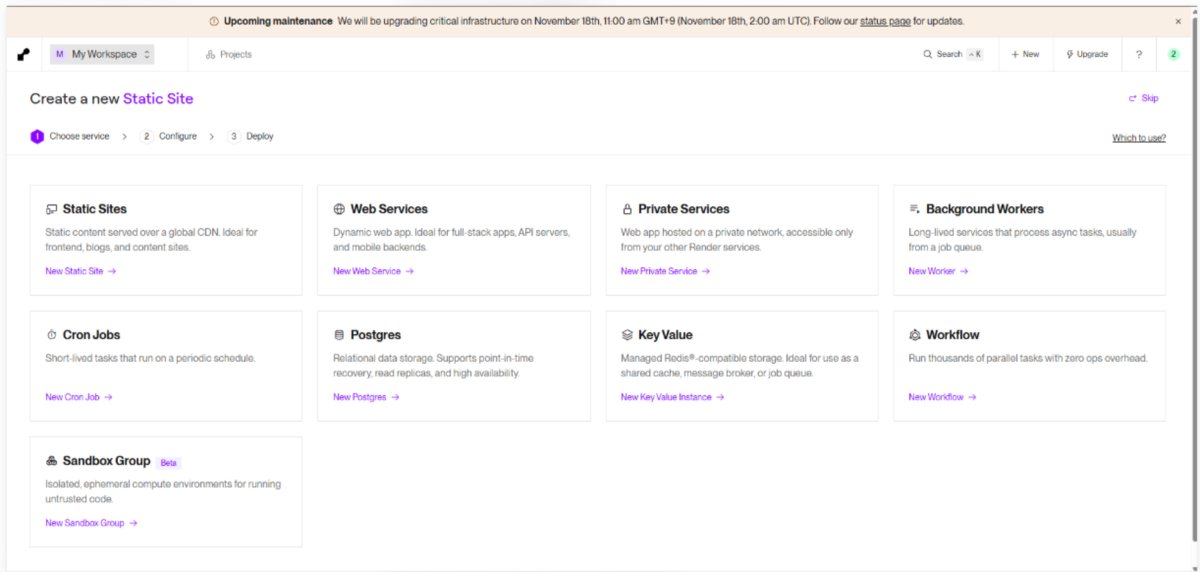 Upcoming maintenance We will be upgrading critical infrastructure on November 18th, 11:00 am GMT+9 (November 18th, 2:00 am UTC). Follow our status page for updates.
M My Workspace
Projects
Search ^ K
+ New
Upgrade
?
2
Create a new Static Site
Skip
1 Choose service > 2 Configure > 3 Deploy
Which to use?
Static Sites
Static content served over a global CDN. Ideal for
frontend, blogs, and content sites.
New Static Site →
Web Services
Dynamic web app. Ideal for full-stack apps, API servers,
and mobile backends.
New Web Service →
Private Services
Web app hosted on a private network, accessible only
from your other Render services.
New Private Service →
Background Workers
Long-lived services that process async tasks, usually
from a job queue.
New Worker →
Cron Jobs
Short-lived tasks that run on a periodic schedule.
New Cron Job →
Postgres
Relational data storage. Supports point-in-time
recovery, read replicas, and high availability.
New Postgres →
Key Value
Managed Redis®-compatible storage. Ideal for use as a
shared cache, message broker, or job queue.
New Key Value Instance →
Workflow
Run thousands of parallel tasks with zero ops overhead.
New Workflow →
Sandbox Group Beta
Isolated, ephemeral compute environments for running
untrusted code.
New Sandbox Group →